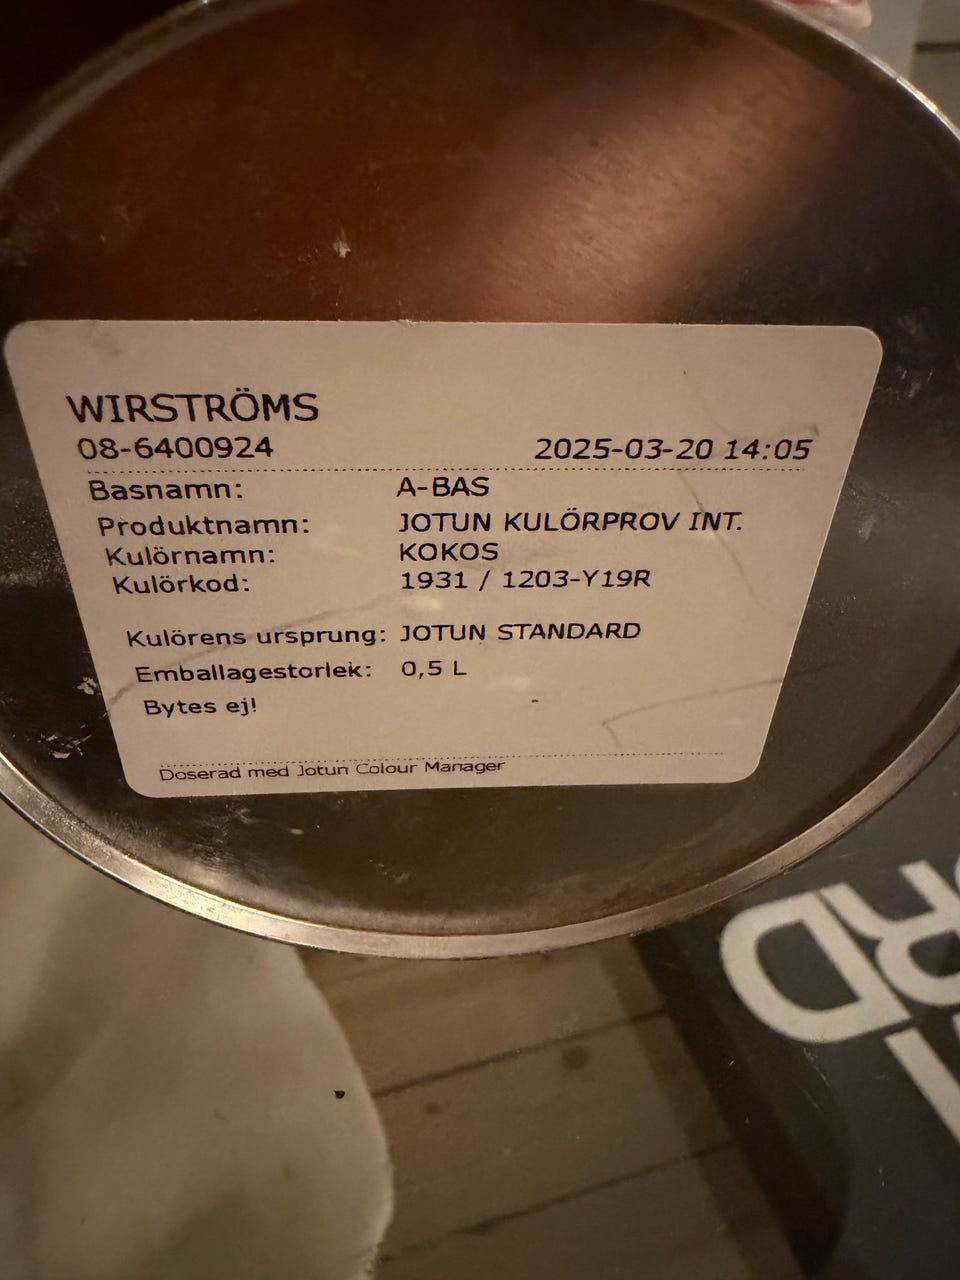 WIRSTRÖMS
08-6400924 2025-03-20 14:05
Basnamn: A-BAS
Produktnamn: JOTUN KULÖRPROV INT.
Kulörnamn: KOKOS
Kulörkod: 1931 / 1203-Y19R
Kulörens ursprung: JOTUN STANDARD
Emballagestorlek: 0,5 L
Bytes ej!
Doserad med Jotun Colour Manager